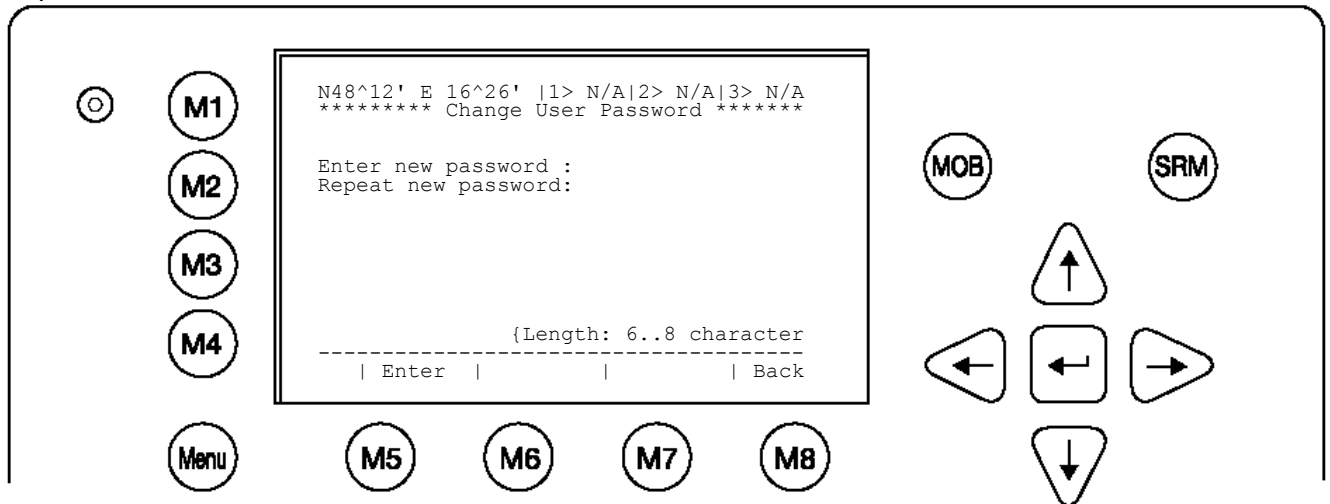 N48^12' E 16^26' |1> N/A|2> N/A|3> N/A
********* Change User Password *******
M1
M2
Enter new password :
Repeat new password:
MOB
SRM
M3
M4
{Length: 6..8 character
--------------------------------------
| Enter | | | Back
Menu
M5
M6
M7
M8